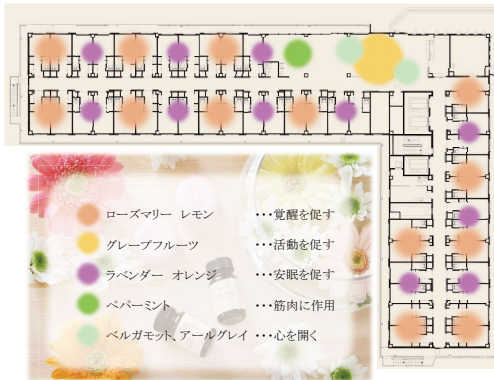 ローズマリー レモン ・・・覚醒を促す
グレープフルーツ ・・・活動を促す
ラベンダー オレンジ ・・・安眠を促す
ペパーミント ・・・筋肉に作用
ベルガモット、アールグレイ ・・・心を開く